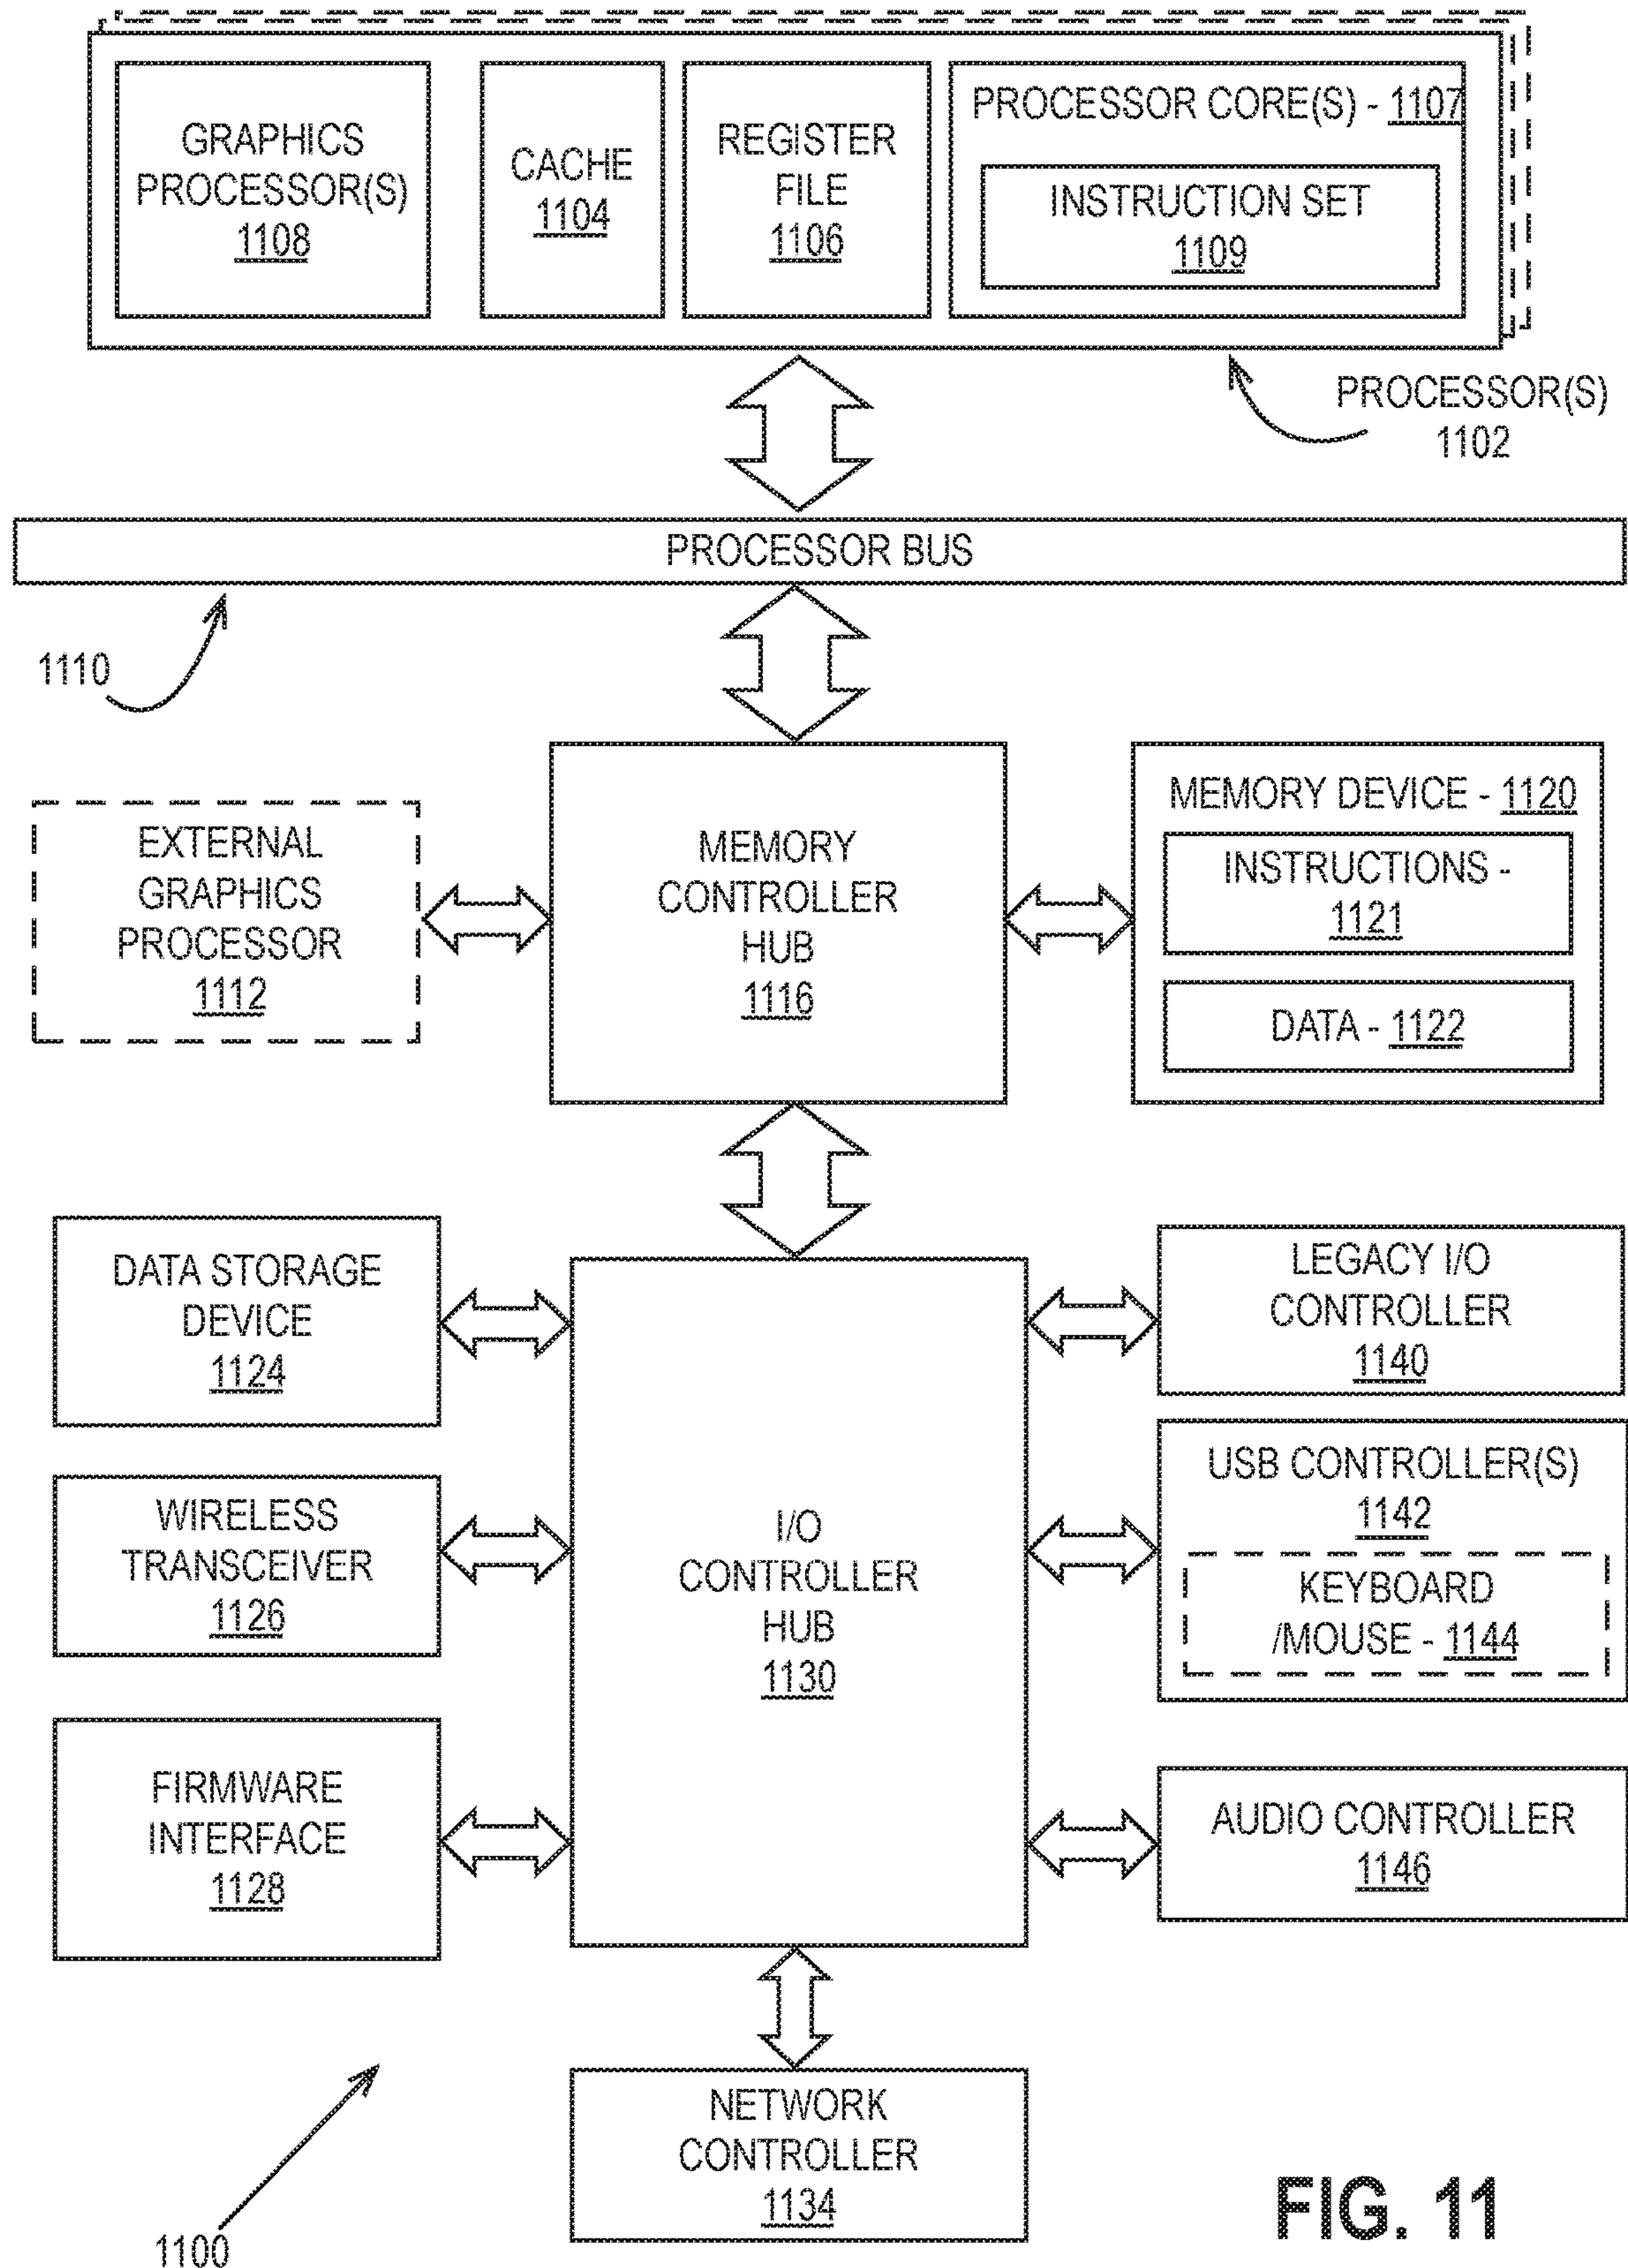 GRAPHICS
PROCESSOR(S)
1108
CACHE
1104
REGISTER
FILE
1106
PROCESSOR CORE(S) - 1107
INSTRUCTION SET
1109
PROCESSOR(S)
1102
PROCESSOR BUS
1110
EXTERNAL
GRAPHICS
PROCESSOR
1112
MEMORY
CONTROLLER
HUB
1116
MEMORY DEVICE - 1120
INSTRUCTIONS -
1121
DATA - 1122
DATA STORAGE
DEVICE
1124
WIRELESS
TRANSCEIVER
1126
FIRMWARE
INTERFACE
1128
I/O
CONTROLLER
HUB
1130
LEGACY I/O
CONTROLLER
1140
USB CONTROLLER(S)
1142
KEYBOARD
/MOUSE - 1144
AUDIO CONTROLLER
1146
NETWORK
CONTROLLER
1134
1100
FIG. 11